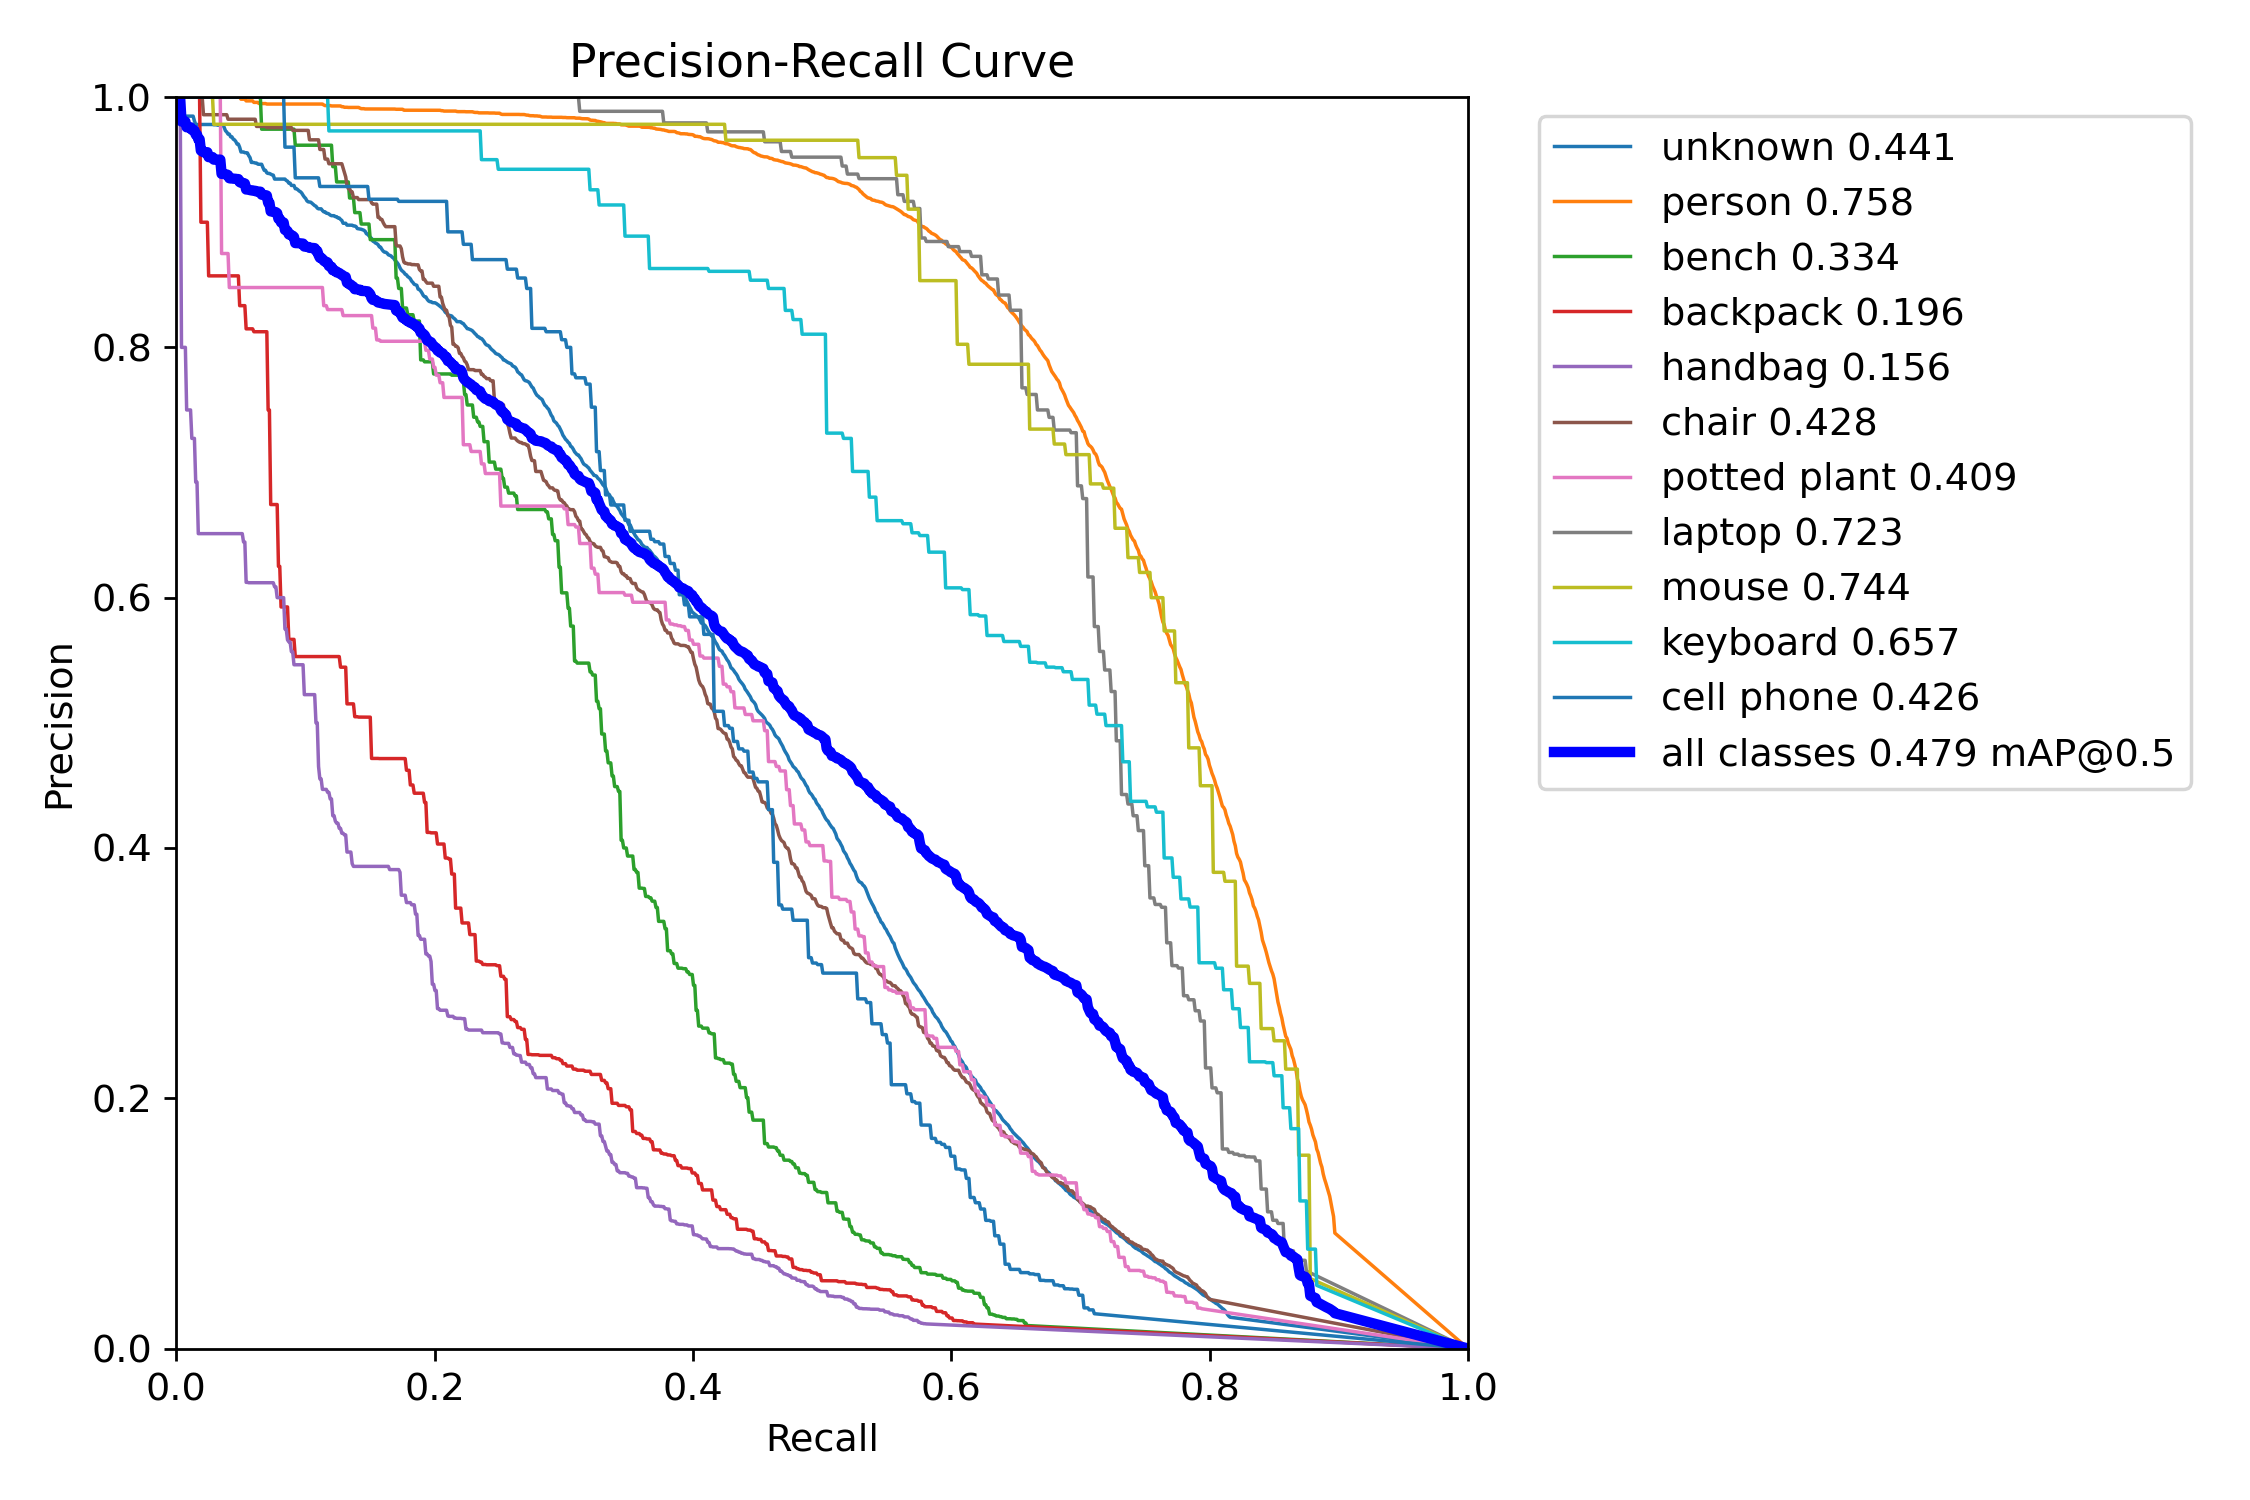 Precision-Recall Curve
1.0
0.8
0.6
0.4
0.2
0.0
Precision
0.0 0.2 0.4 0.6 0.8 1.0
Recall
unknown 0.441
person 0.758
bench 0.334
backpack 0.196
handbag 0.156
chair 0.428
potted plant 0.409
laptop 0.723
mouse 0.744
keyboard 0.657
cell phone 0.426
all classes 0.479 mAP@0.5